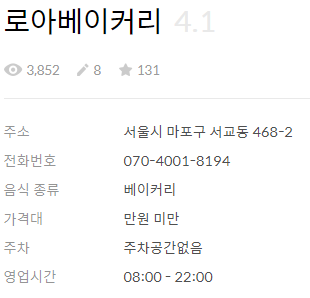 로아베이커리 4.1
3,852 8 131
주소 서울시 마포구 서교동 468-2
전화번호 070-4001-8194
음식 종류 베이커리
가격대 만원 미만
주차 주차공간없음
영업시간 08:00 - 22:00